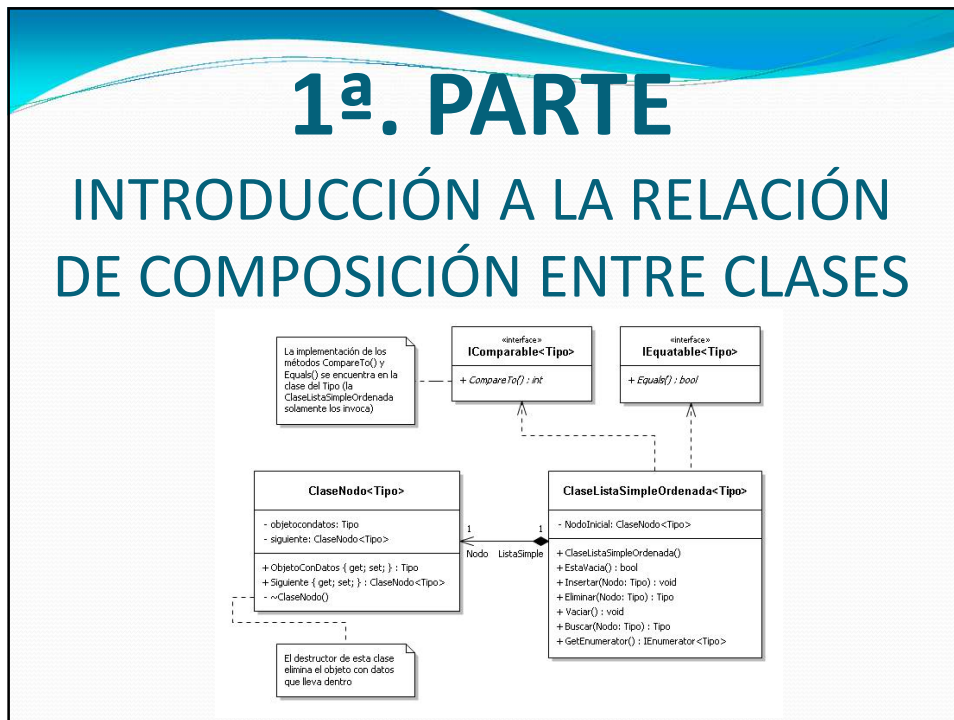 1ª. PARTE
INTRODUCCIÓN A LA RELACIÓN
DE COMPOSICIÓN ENTRE CLASES
La implementación de los
métodos CompareTo() y
Equals() se encuentra en la
clase del Tipo (la
ClaseListaSimpleOrdenada
solamente los invoca)
«interface»
IComparable<Tipo>
+ CompareTo() : int
«interface»
IEquatable<Tipo>
+ Equals() : bool
ClaseNodo<Tipo>
- objetocondatos: Tipo
- siguiente: ClaseNodo<Tipo>
+ ObjetoConDatos { get; set; } : Tipo
+ Siguiente { get; set; } : ClaseNodo<Tipo>
- ~ClaseNodo()
1
1
Nodo
ListaSimple
ClaseListaSimpleOrdenada<Tipo>
- NodoInicial: ClaseNodo<Tipo>
+ ClaseListaSimpleOrdenada()
+ EstaVacia() : bool
+ Insertar(Nodo: Tipo) : void
+ Eliminar(Nodo: Tipo) : Tipo
+ Vaciar() : void
+ Buscar(Nodo: Tipo) : Tipo
+ GetEnumerator() : IEnumerator<Tipo>
El destructor de esta clase
elimina el objeto con datos
que lleva dentro